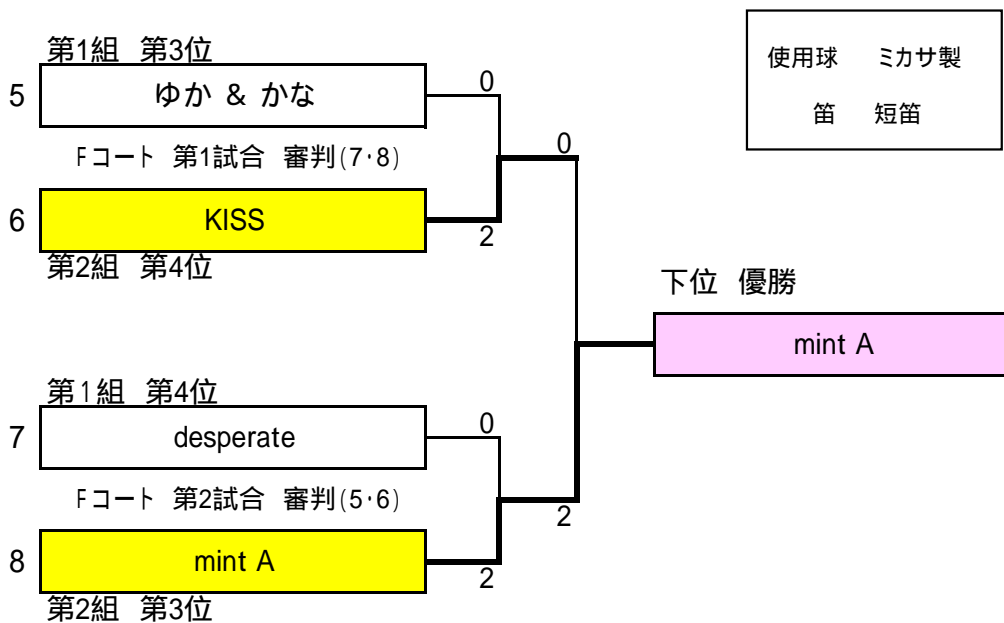 第1組 第3位
5 ゆか & かな 0
Fコート 第1試合 審判(7・8)
6 KISS 2
第2組 第4位
0
使用球 ミカサ製
笛 短笛
下位 優勝
mint A
第1組 第4位
7 desperate 0
Fコート 第2試合 審判(5・6)
2
8 mint A 2
第2組 第3位